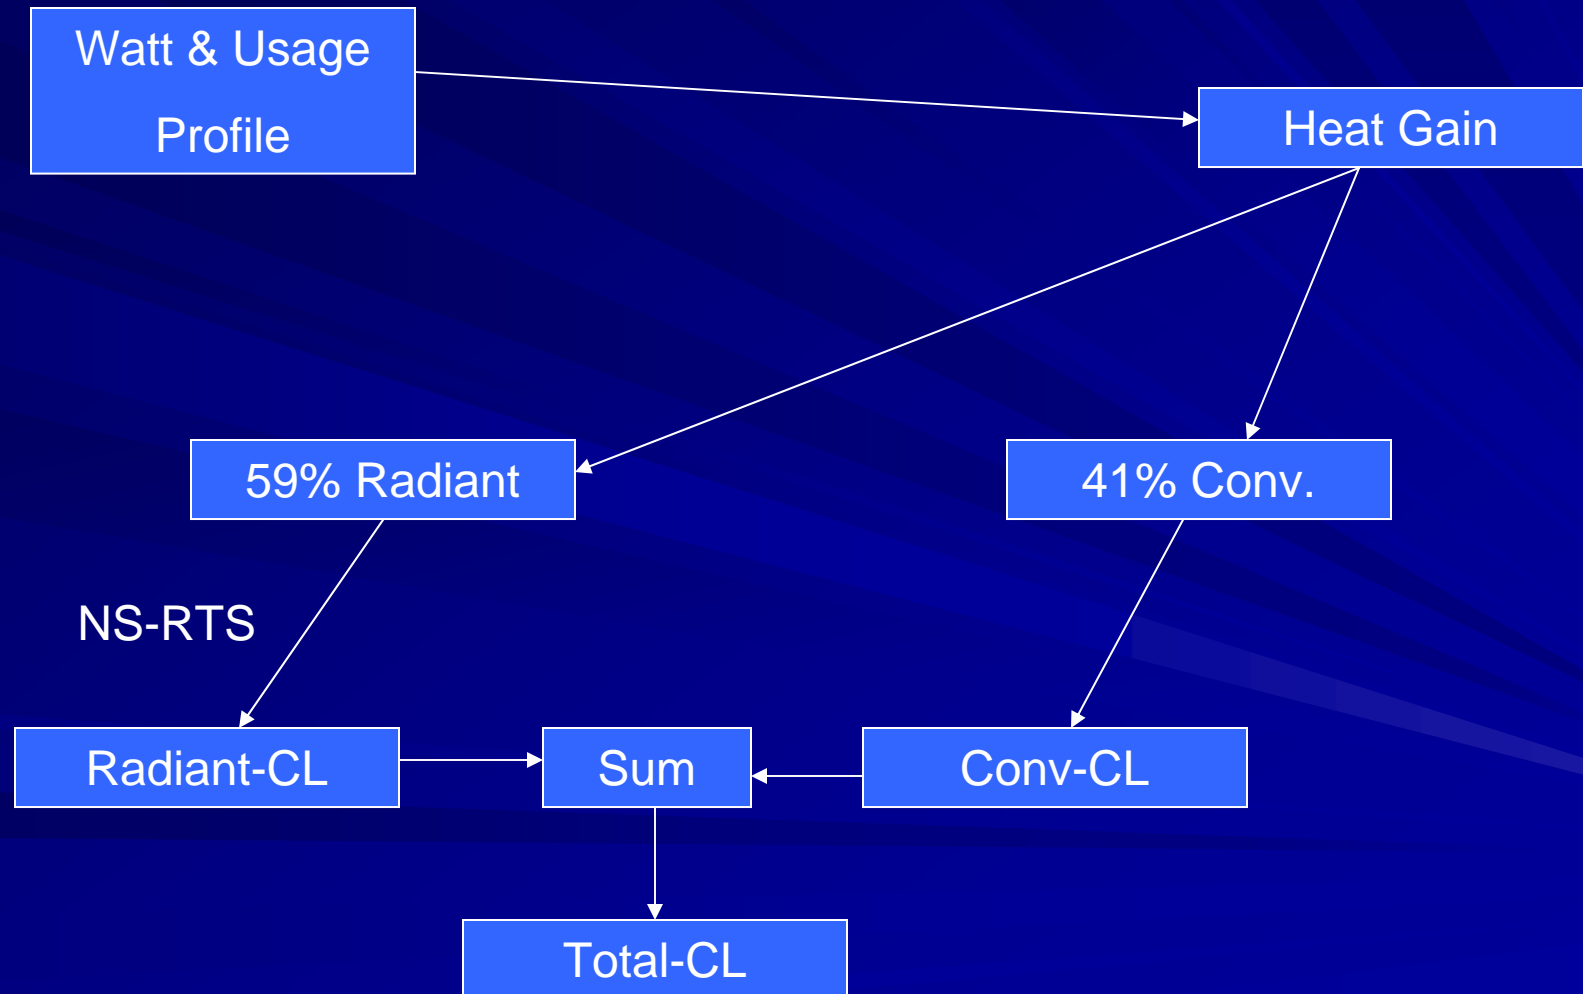 Watt & Usage
Profile
Heat Gain
59% Radiant
41% Conv.
NS-RTS
Radiant-CL
Sum
Conv-CL
Total-CL